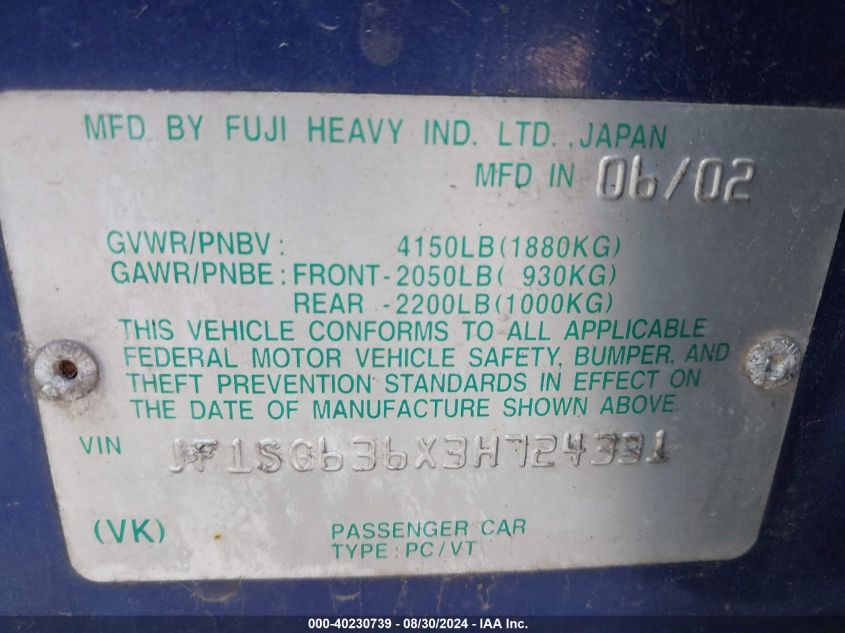 MFD BY FUJI HEAVY IND. LTD., JAPAN
MFD IN 06/02
GVWR/PNBV: 4150LB(1880KG)
GAWR/PNBE: FRONT-2050LB( 930KG)
REAR -2200LB(1000KG)
THIS VEHICLE CONFORMS TO ALL APPLICABLE
FEDERAL MOTOR VEHICLE SAFETY, BUMPER, AND
THEFT PREVENTION STANDARDS IN EFFECT ON
THE DATE OF MANUFACTURE SHOWN ABOVE.
VIN JF1SG636X3H724331
(VK) PASSENGER CAR
TYPE: PC/VT
000-40230739 - 08/30/2024 - IAA Inc.